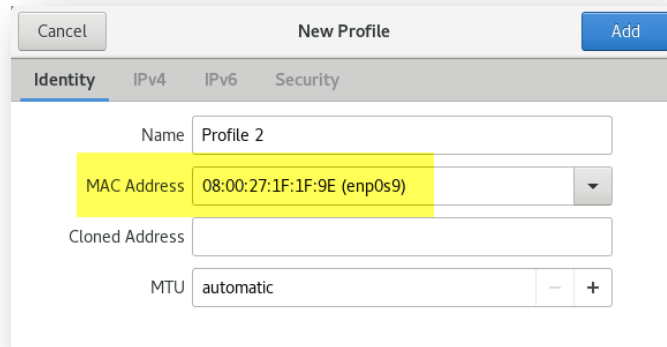 Cancel New Profile Add
Identity IPv4 IPv6 Security
Name Profile 2
MAC Address 08:00:27:1F:1F:9E (enp0s9)
Cloned Address
MTU automatic − +